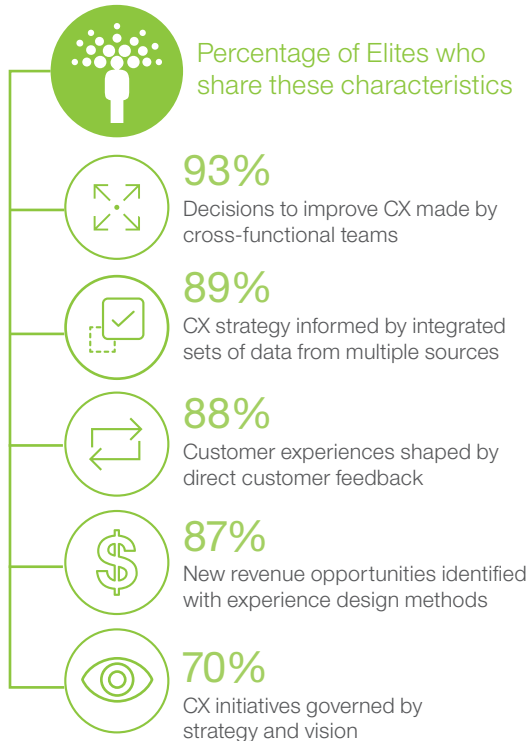 Percentage of Elites who
share these characteristics
93%
Decisions to improve CX made by
cross-functional teams
89%
CX strategy informed by integrated
sets of data from multiple sources
88%
Customer experiences shaped by
direct customer feedback
$
87%
New revenue opportunities identified
with experience design methods
70%
CX initiatives governed by
strategy and vision